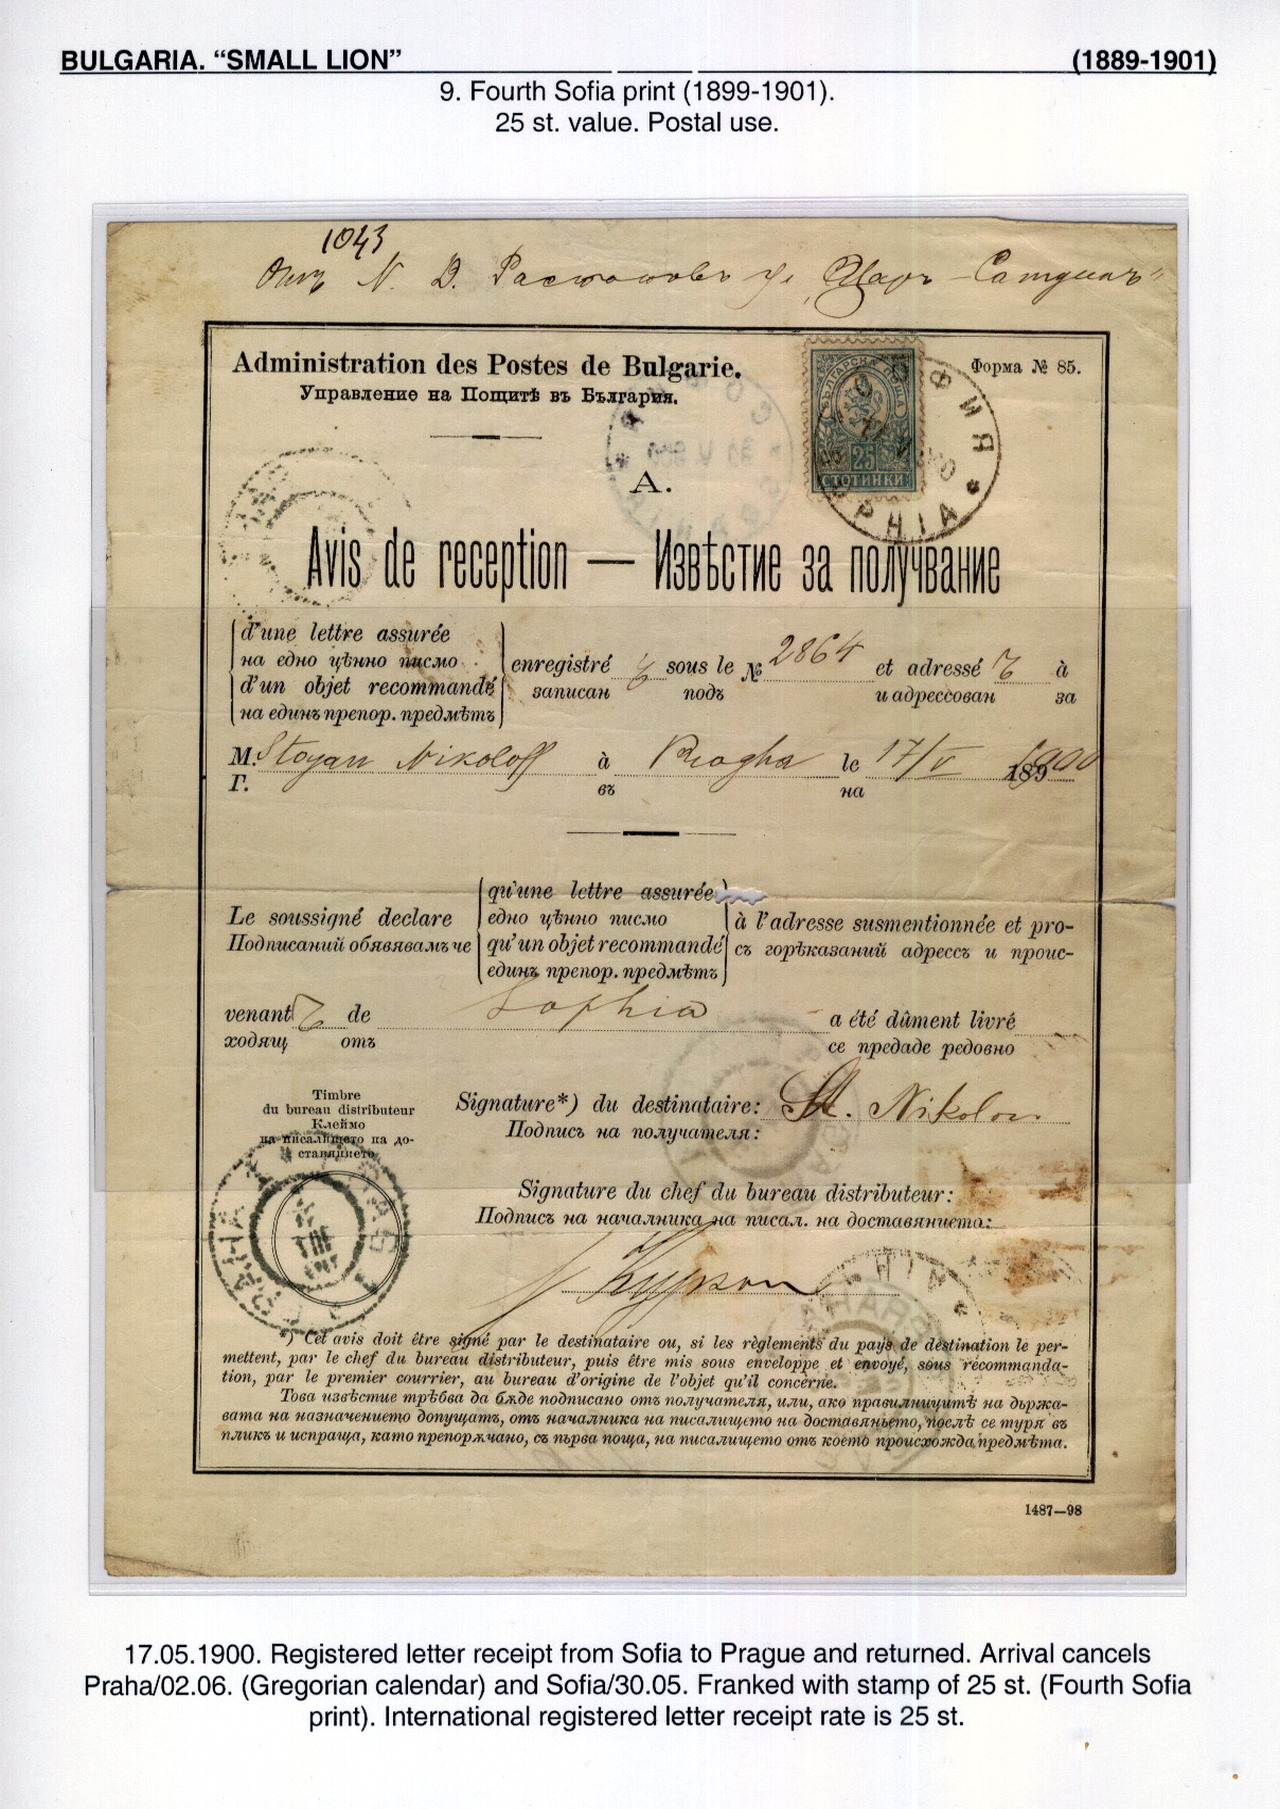 BULGARIA. “SMALL LION” (1889-1901)
9. Fourth Sofia print (1899-1901).
25 st. value. Postal use.
1043
Отъ N. D.
Administration des Postes de Bulgarie.
Управление на Пощитѣ въ България.
Форма № 85.
25
СТОТИНКИ
СОФИЯ
A.
Avis de reception — Извѣстие за получвание
d'une lettre assurée
на едно цѣнно писмо
d'un objet recommandé
на единъ препор. предмѣтъ
enregistré sous le № 2864 et adressé à
записан подъ и адрессован за
M. Stoyan Nikoloff à Pragha le 17/V 1900
Г. въ на
Le soussigné declare
Подписаний обявявамъ че
qu'une lettre assurée
едно цѣнно писмо
qu'un objet recommandé
единъ препор. предмѣтъ
à l'adresse susmentionnée et pro-
съ горѣказаний адрессъ и проис-
venant de Sophia a été dûment livré
ходящ отъ се предаде редовно
Timbre
du bureau distributeur
Клеймо
на писалището на до-
ставянието
Signature*) du destinataire: St. Nikolov
Подписъ на получателя:
Signature du chef du bureau distributeur:
Подписъ на началника на писал. на доставянието:
*) Cet avis doit être signé par le destinataire ou, si les règlements du pays de destination le per-
mettent, par le chef du bureau distributeur, puis être mis sous enveloppe et envoyé, sous recommanda-
tion, par le premier courrier, au bureau d'origine de l'objet qu'il concerne.
Това извѣстие трѣбва да бѫде подписано отъ получателя, или, ако правилницитѣ на държа-
вата на назначението допущатъ, отъ началника на писалището на доставяньето, послѣ се туря въ
пликъ и испраща, като препорѫчано, съ първа поща, на писалището отъ което происхожда предмѣта.
1487—98
17.05.1900. Registered letter receipt from Sofia to Prague and returned. Arrival cancels
Praha/02.06. (Gregorian calendar) and Sofia/30.05. Franked with stamp of 25 st. (Fourth Sofia
print). International registered letter receipt rate is 25 st.